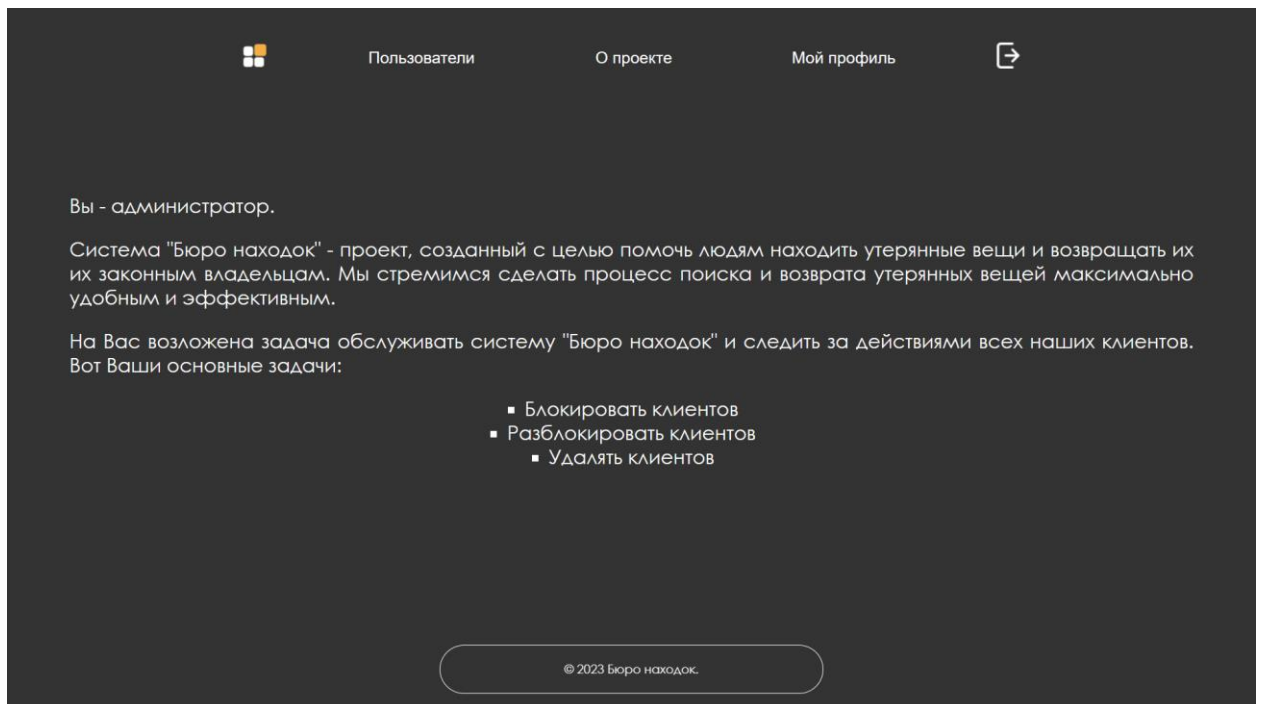 Пользователи
О проекте
Мой профиль
Вы - администратор.
Система "Бюро находок" - проект, созданный с целью помочь людям находить утерянные вещи и возвращать их
их законным владельцам. Мы стремимся сделать процесс поиска и возврата утерянных вещей максимально
удобным и эффективным.
На Вас возложена задача обслуживать систему "Бюро находок" и следить за действиями всех наших клиентов.
Вот Ваши основные задачи:
▪ Блокировать клиентов
▪ Разблокировать клиентов
▪ Удалять клиентов
© 2023 Бюро находок.